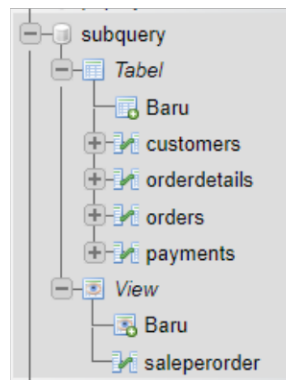 subquery
Tabel
Baru
customers
orderdetails
orders
payments
View
Baru
saleperorder